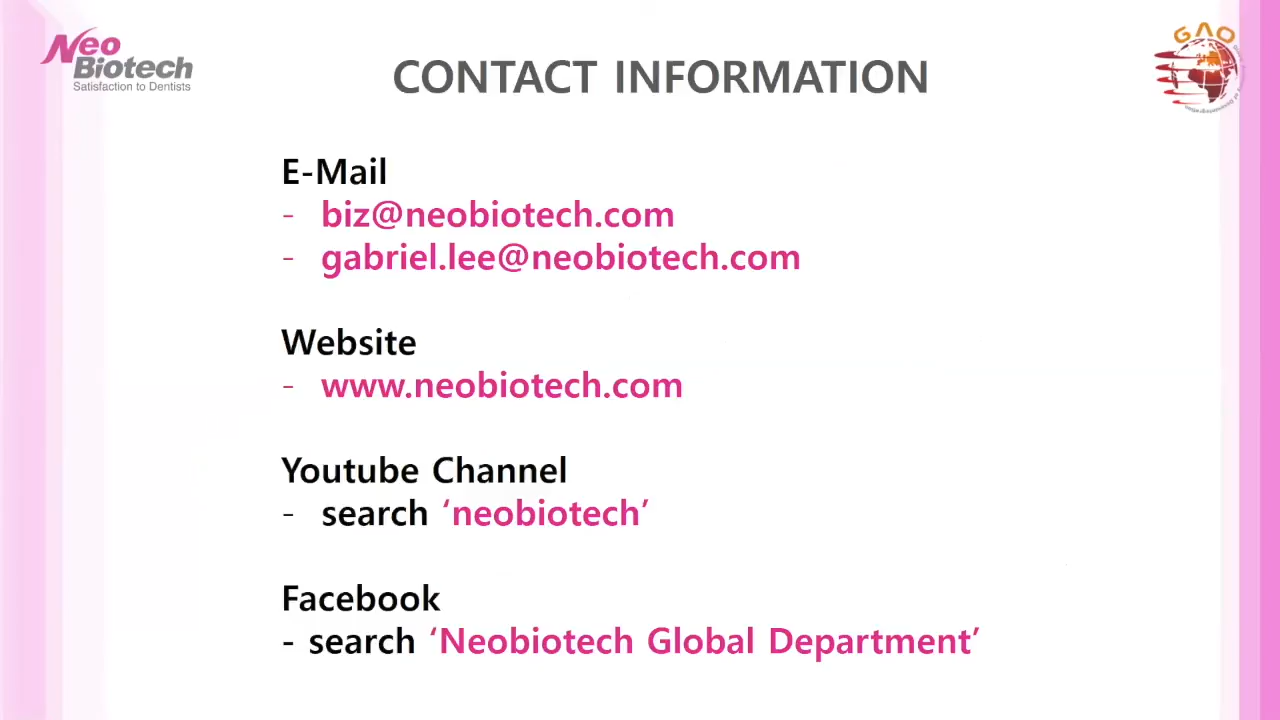 Neo
Biotech
Satisfaction to Dentists
GAO
CONTACT INFORMATION
E-Mail
- biz@neobiotech.com
- gabriel.lee@neobiotech.com
Website
- www.neobiotech.com
Youtube Channel
- search ‘neobiotech’
Facebook
- search ‘Neobiotech Global Department’